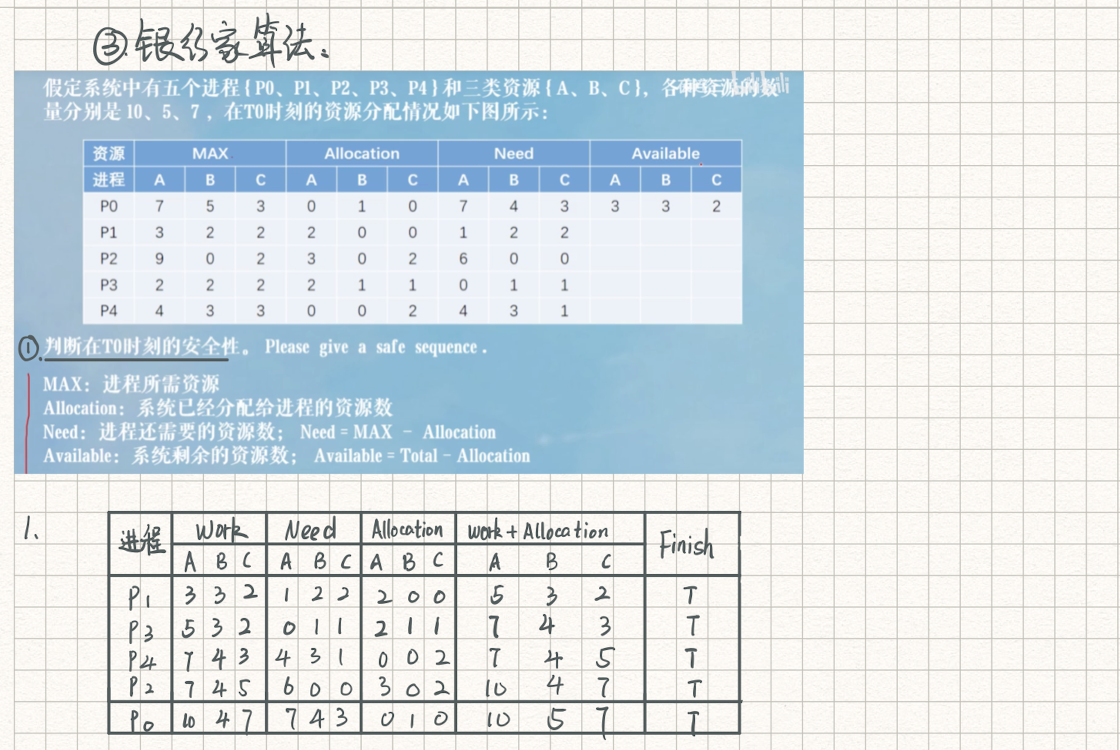 ③.银行家算法.
假定系统中有五个进程{P0、P1、P2、P3、P4}和三类资源{A、B、C}, 各种资源的数
量分别是 10、5、7 , 在T0时刻的资源分配情况如下图所示:
资源 MAX Allocation Need Available
进程 A B C A B C A B C A B C
P0 7 5 3 0 1 0 7 4 3 3 3 2
P1 3 2 2 2 0 0 1 2 2
P2 9 0 2 3 0 2 6 0 0
P3 2 2 2 2 1 1 0 1 1
P4 4 3 3 0 0 2 4 3 1
①.判断在T0时刻的安全性。 Please give a safe sequence .
MAX: 进程所需资源
Allocation: 系统已经分配给进程的资源数
Need: 进程还需要的资源数; Need = MAX - Allocation
Available: 系统剩余的资源数; Available = Total - Allocation
1.
进程 Work Need Allocation Work + Allocation Finish
A B C A B C A B C A B C
P1 3 3 2 1 2 2 2 0 0 5 3 2 T
P3 5 3 2 0 1 1 2 1 1 7 4 3 T
P4 7 4 3 4 3 1 0 0 2 7 4 5 T
P2 7 4 5 6 0 0 3 0 2 10 4 7 T
P0 10 4 7 7 4 3 0 1 0 10 5 7 T